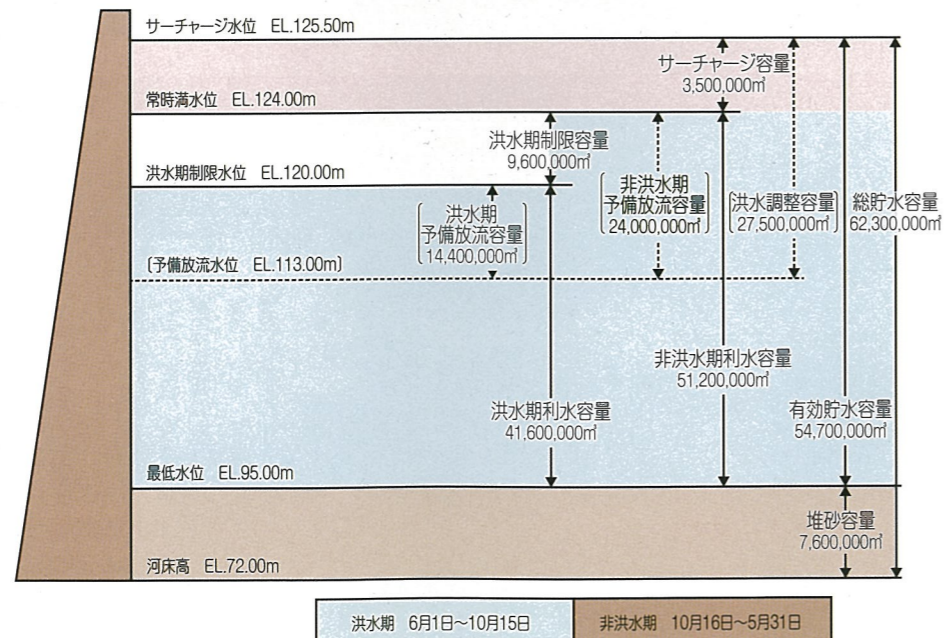 サーチャージ水位 EL.125.50m
サーチャージ容量
3,500,000㎥
常時満水位 EL.124.00m
洪水期制限容量
9,600,000㎥
洪水期制限水位 EL.120.00m
洪水期
予備放流容量
14,400,000㎥
非洪水期
予備放流容量
24,000,000㎥
洪水調整容量
27,500,000㎥
総貯水容量
62,300,000㎥
〔予備放流水位 EL.113.00m〕
非洪水期利水容量
51,200,000㎥
洪水期利水容量
41,600,000㎥
有効貯水容量
54,700,000㎥
最低水位 EL.95.00m
堆砂容量
7,600,000㎥
河床高 EL.72.00m
洪水期 6月1日～10月15日
非洪水期 10月16日～5月31日